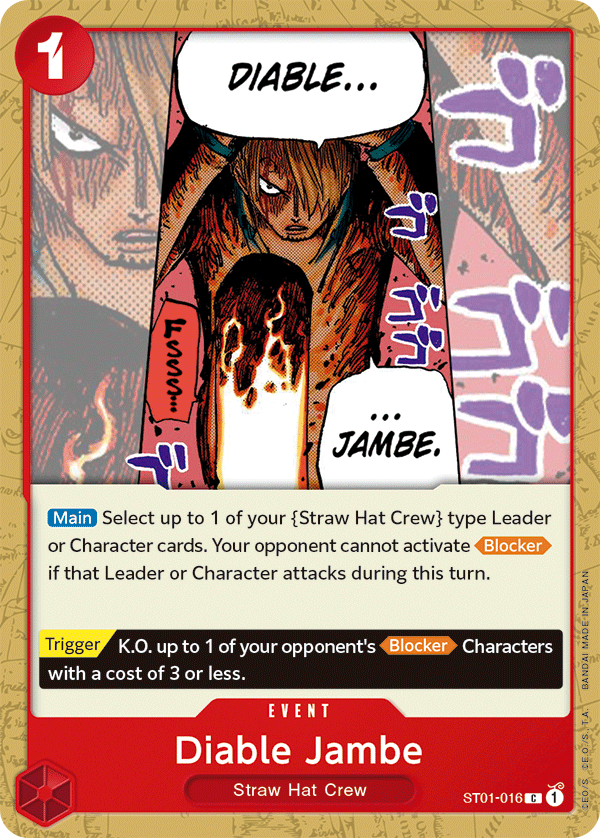 1
DIABLE...
...
JAMBE.
Main Select up to 1 of your {Straw Hat Crew} type Leader
or Character cards. Your opponent cannot activate Blocker
if that Leader or Character attacks during this turn.
Trigger K.O. up to 1 of your opponent's Blocker Characters
with a cost of 3 or less.
EVENT
Diable Jambe
Straw Hat Crew
ST01-016 C 1
BANDAI MADE IN JAPAN